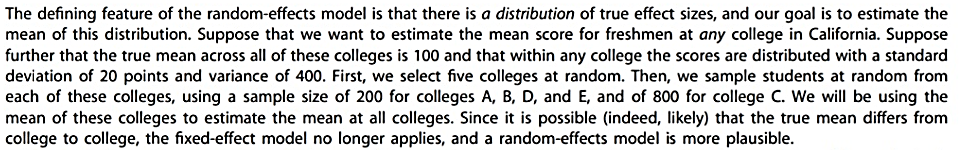 The defining feature of the random-effects model is that there is a distribution of true effect sizes, and our goal is to estimate the
mean of this distribution. Suppose that we want to estimate the mean score for freshmen at any college in California. Suppose
further that the true mean across all of these colleges is 100 and that within any college the scores are distributed with a standard
deviation of 20 points and variance of 400. First, we select five colleges at random. Then, we sample students at random from
each of these colleges, using a sample size of 200 for colleges A, B, D, and E, and of 800 for college C. We will be using the
mean of these colleges to estimate the mean at all colleges. Since it is possible (indeed, likely) that the true mean differs from
college to college, the fixed-effect model no longer applies, and a random-effects model is more plausible.